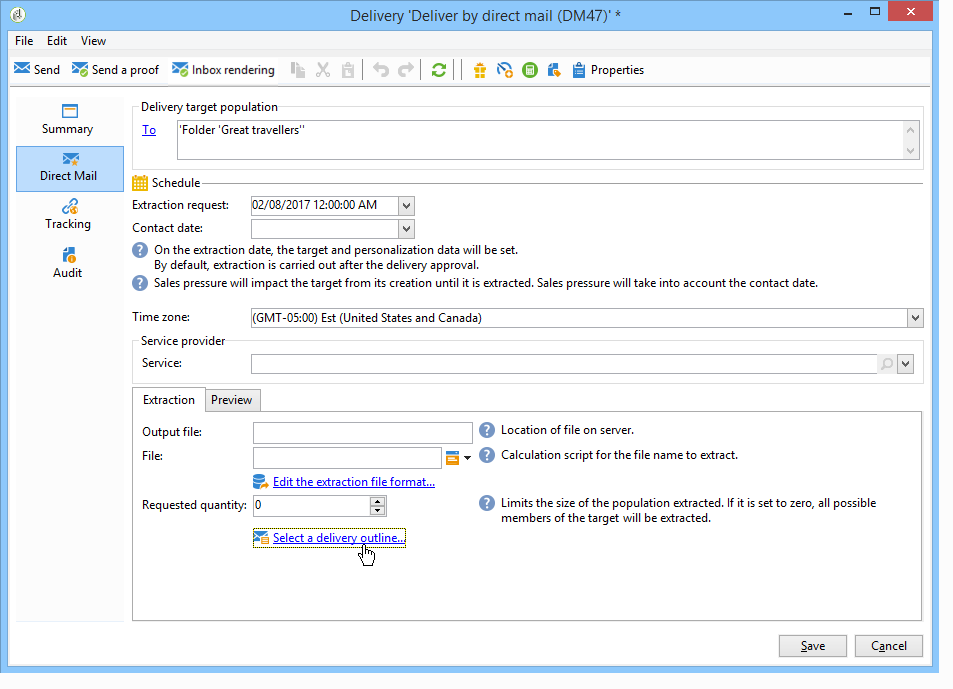 Delivery 'Deliver by direct mail (DM47)' *
File Edit View
Send Send a proof Inbox rendering Properties
Summary
Direct Mail
Tracking
Audit
Delivery target population
To 'Folder 'Great travellers''
Schedule
Extraction request: 02/08/2017 12:00:00 AM
Contact date:
? On the extraction date, the target and personalization data will be set.
By default, extraction is carried out after the delivery approval.
? Sales pressure will impact the target from its creation until it is extracted. Sales pressure will take into account the contact date.
Time zone: (GMT-05:00) Est (United States and Canada)
Service provider
Service:
Extraction Preview
Output file: ? Location of file on server.
File: ? Calculation script for the file name to extract.
Edit the extraction file format...
Requested quantity: 0 ? Limits the size of the population extracted. If it is set to zero, all possible
members of the target will be extracted.
Select a delivery outline...
Save Cancel